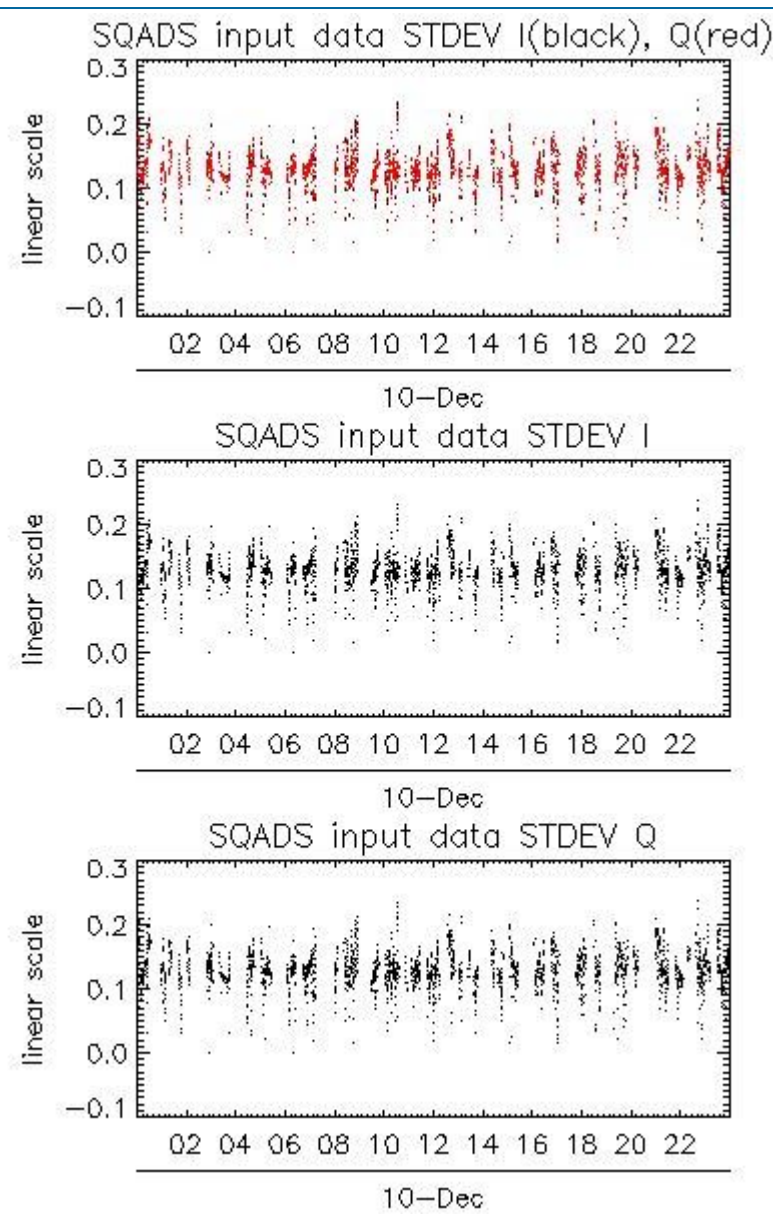 SQADS input data STDEV I(black), Q(red)
0.3
0.2
0.1
0.0
−0.1
linear scale
02 04 06 08 10 12 14 16 18 20 22
10−Dec
SQADS input data STDEV I
0.3
0.2
0.1
0.0
−0.1
linear scale
02 04 06 08 10 12 14 16 18 20 22
10−Dec
SQADS input data STDEV Q
0.3
0.2
0.1
0.0
−0.1
linear scale
02 04 06 08 10 12 14 16 18 20 22
10−Dec